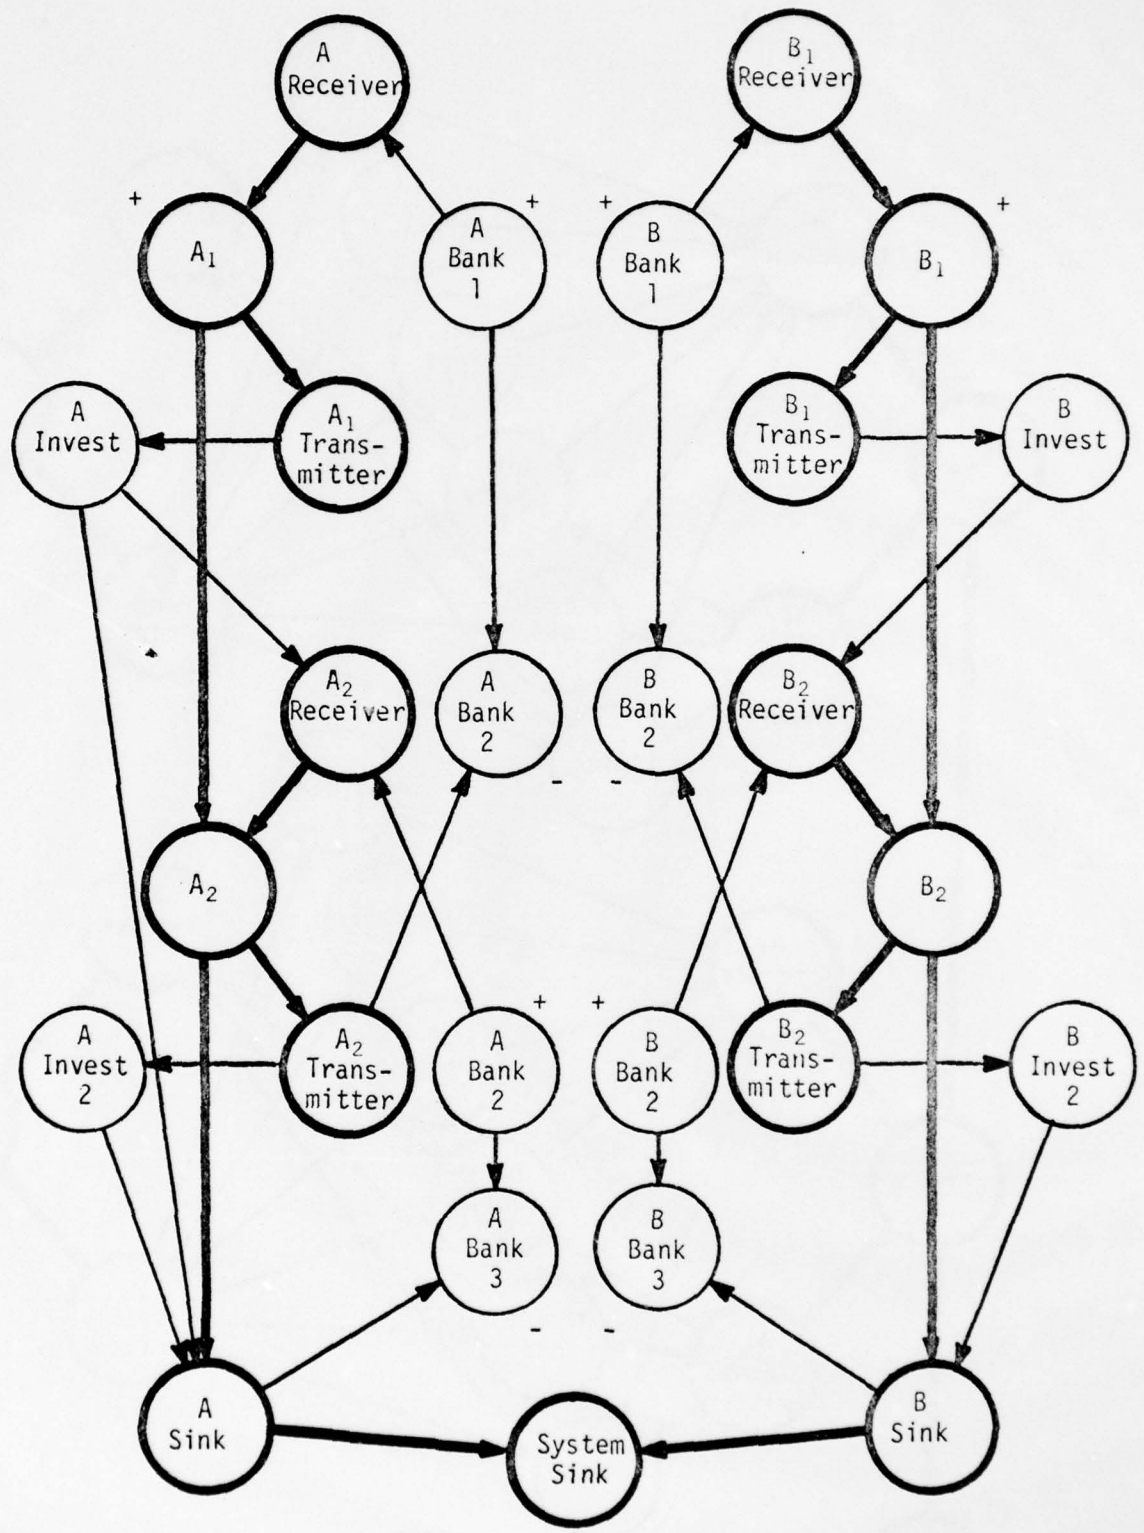 A
Receiver
B1
Receiver
+
A1
A
Bank
1
+
+
B
Bank
1
B1
+
A
Invest
A1
Trans-
mitter
B1
Trans-
mitter
B
Invest
A2
Receiver
A
Bank
2
-
-
B
Bank
2
B2
Receiver
A2
B2
A
Invest
2
A2
Trans-
mitter
A
Bank
2
+
+
B
Bank
2
B2
Trans-
mitter
B
Invest
2
A
Bank
3
-
-
B
Bank
3
A
Sink
System
Sink
B
Sink